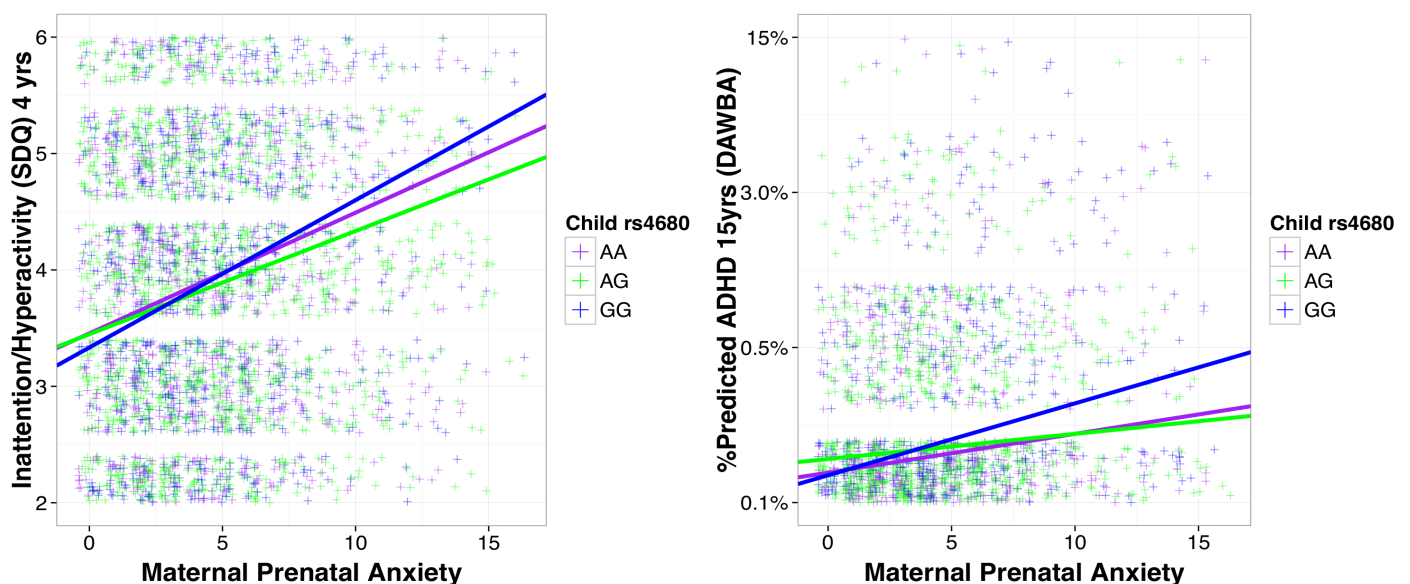 Inattention/Hyperactivity (SDQ) 4 yrs
6
5
4
3
2
0 5 10 15
Maternal Prenatal Anxiety
Child rs4680
AA
AG
GG
%Predicted ADHD 15yrs (DAWBA)
15%
3.0%
0.5%
0.1%
0 5 10 15
Maternal Prenatal Anxiety
Child rs4680
AA
AG
GG